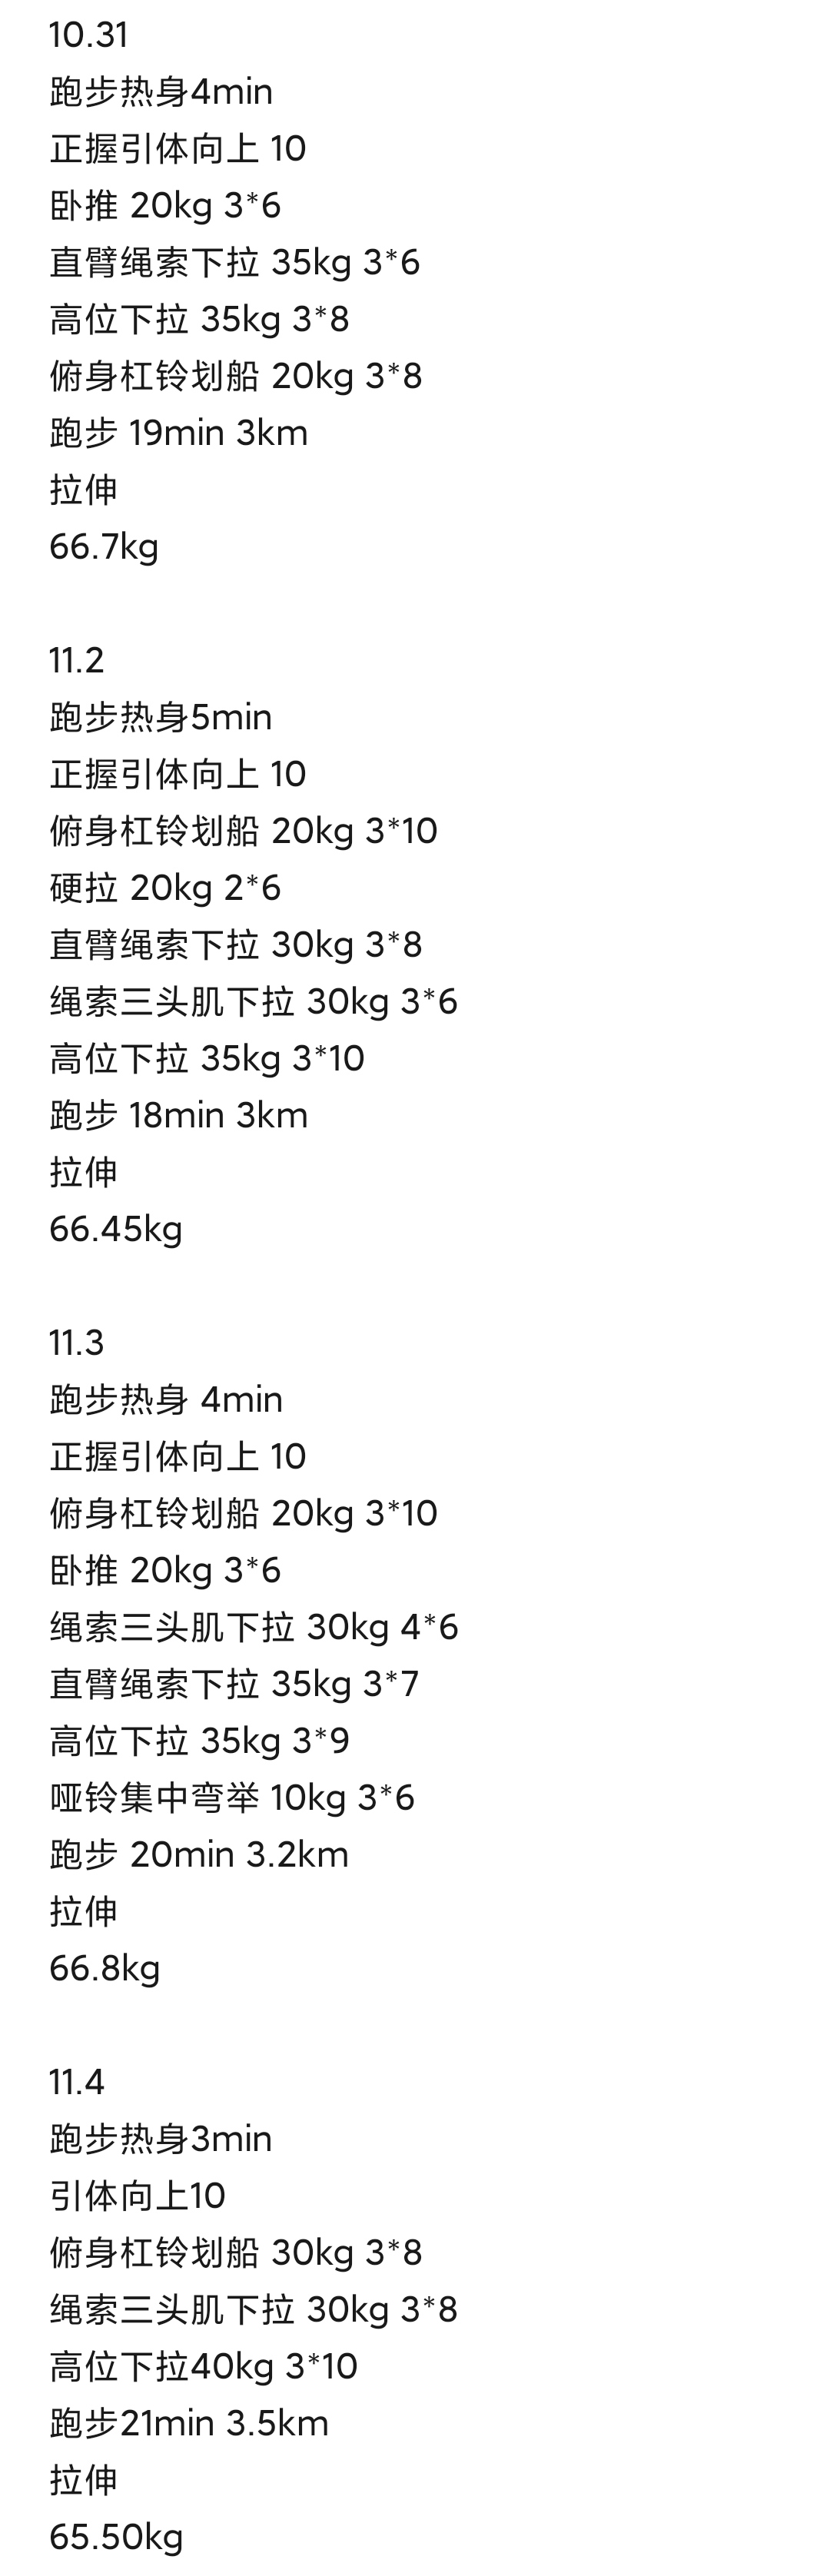 10.31
跑步热身4min
正握引体向上 10
卧推 20kg 3*6
直臂绳索下拉 35kg 3*6
高位下拉 35kg 3*8
俯身杠铃划船 20kg 3*8
跑步 19min 3km
拉伸
66.7kg
11.2
跑步热身5min
正握引体向上 10
俯身杠铃划船 20kg 3*10
硬拉 20kg 2*6
直臂绳索下拉 30kg 3*8
绳索三头肌下拉 30kg 3*6
高位下拉 35kg 3*10
跑步 18min 3km
拉伸
66.45kg
11.3
跑步热身 4min
正握引体向上 10
俯身杠铃划船 20kg 3*10
卧推 20kg 3*6
绳索三头肌下拉 30kg 4*6
直臂绳索下拉 35kg 3*7
高位下拉 35kg 3*9
哑铃集中弯举 10kg 3*6
跑步 20min 3.2km
拉伸
66.8kg
11.4
跑步热身3min
引体向上10
俯身杠铃划船 30kg 3*8
绳索三头肌下拉 30kg 3*8
高位下拉40kg 3*10
跑步21min 3.5km
拉伸
65.50kg